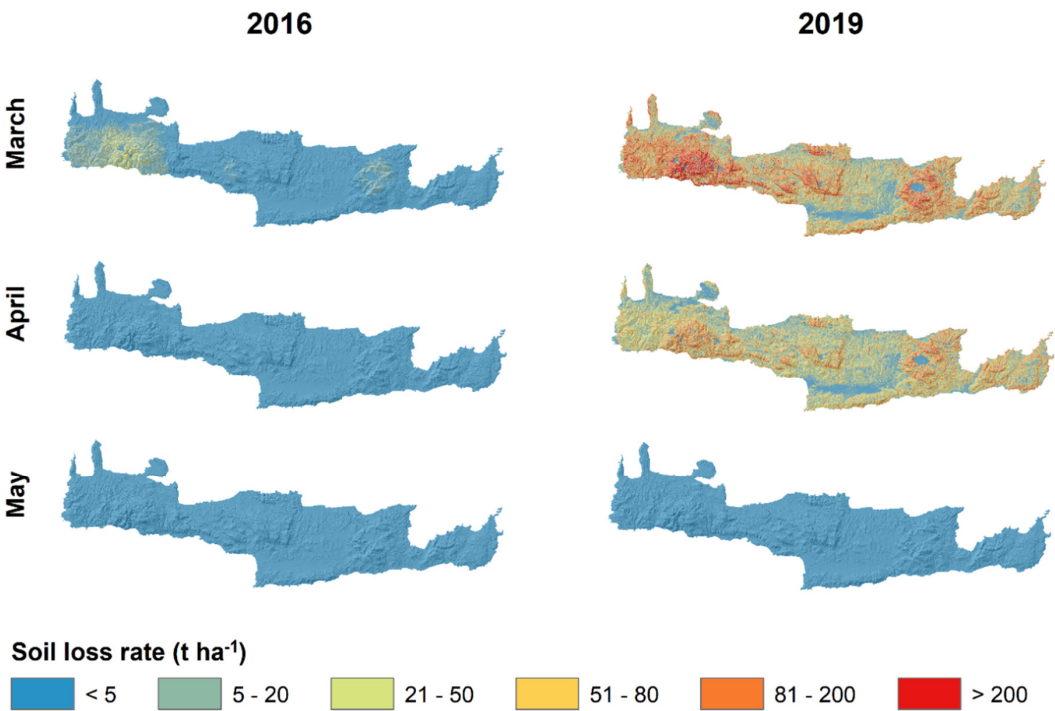 2016 2019
March
April
May
Soil loss rate (t ha⁻¹)
< 5 5 - 20 21 - 50 51 - 80 81 - 200 > 200